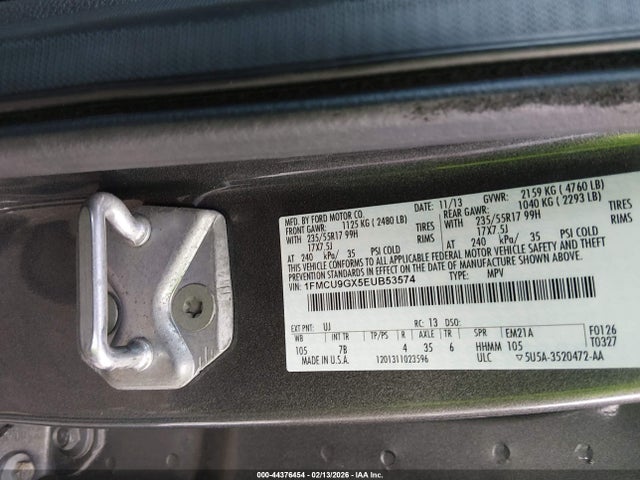 MFD. BY FORD MOTOR CO. 11/13 GVWR: 2159 KG ( 4760 LB)
FRONT GAWR: 1125 KG ( 2480 LB) REAR GAWR: 1040 KG ( 2293 LB)
WITH 235/55R17 99H TIRES WITH 235/55R17 99H TIRES
17X7.5J RIMS 17X7.5J RIMS
AT 240 kPa/ 35 PSI COLD AT 240 kPa/ 35 PSI COLD
THIS VEHICLE CONFORMS TO ALL APPLICABLE FEDERAL MOTOR VEHICLE SAFETY AND BUMPER
AND THEFT PREVENTION STANDARDS IN EFFECT ON THE DATE OF MANUFACTURE SHOWN ABOVE.
VIN: 1FMCU9GX5EUB53574 TYPE: MPV
EXT PNT: UJ RC: 13 DSO:
WB INT TR TP/PS R AXLE TR SPR EM21A F0126
105 7B 4 35 6 HHMM 105 T0327
MADE IN U.S.A. 1201311023596 ULC 5U5A-3520472-AA
000-44376454 - 02/13/2026 - IAA Inc.